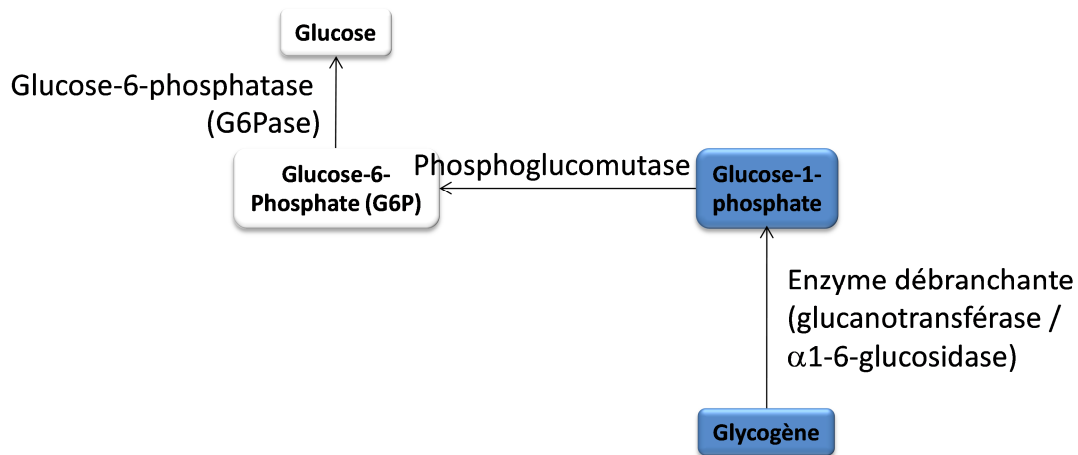 Glucose
Glucose-6-phosphatase
(G6Pase)
Glucose-6-
Phosphate (G6P)
Phosphoglucomutase
Glucose-1-
phosphate
Enzyme débranchante
(glucanotransférase /
α1-6-glucosidase)
Glycogène